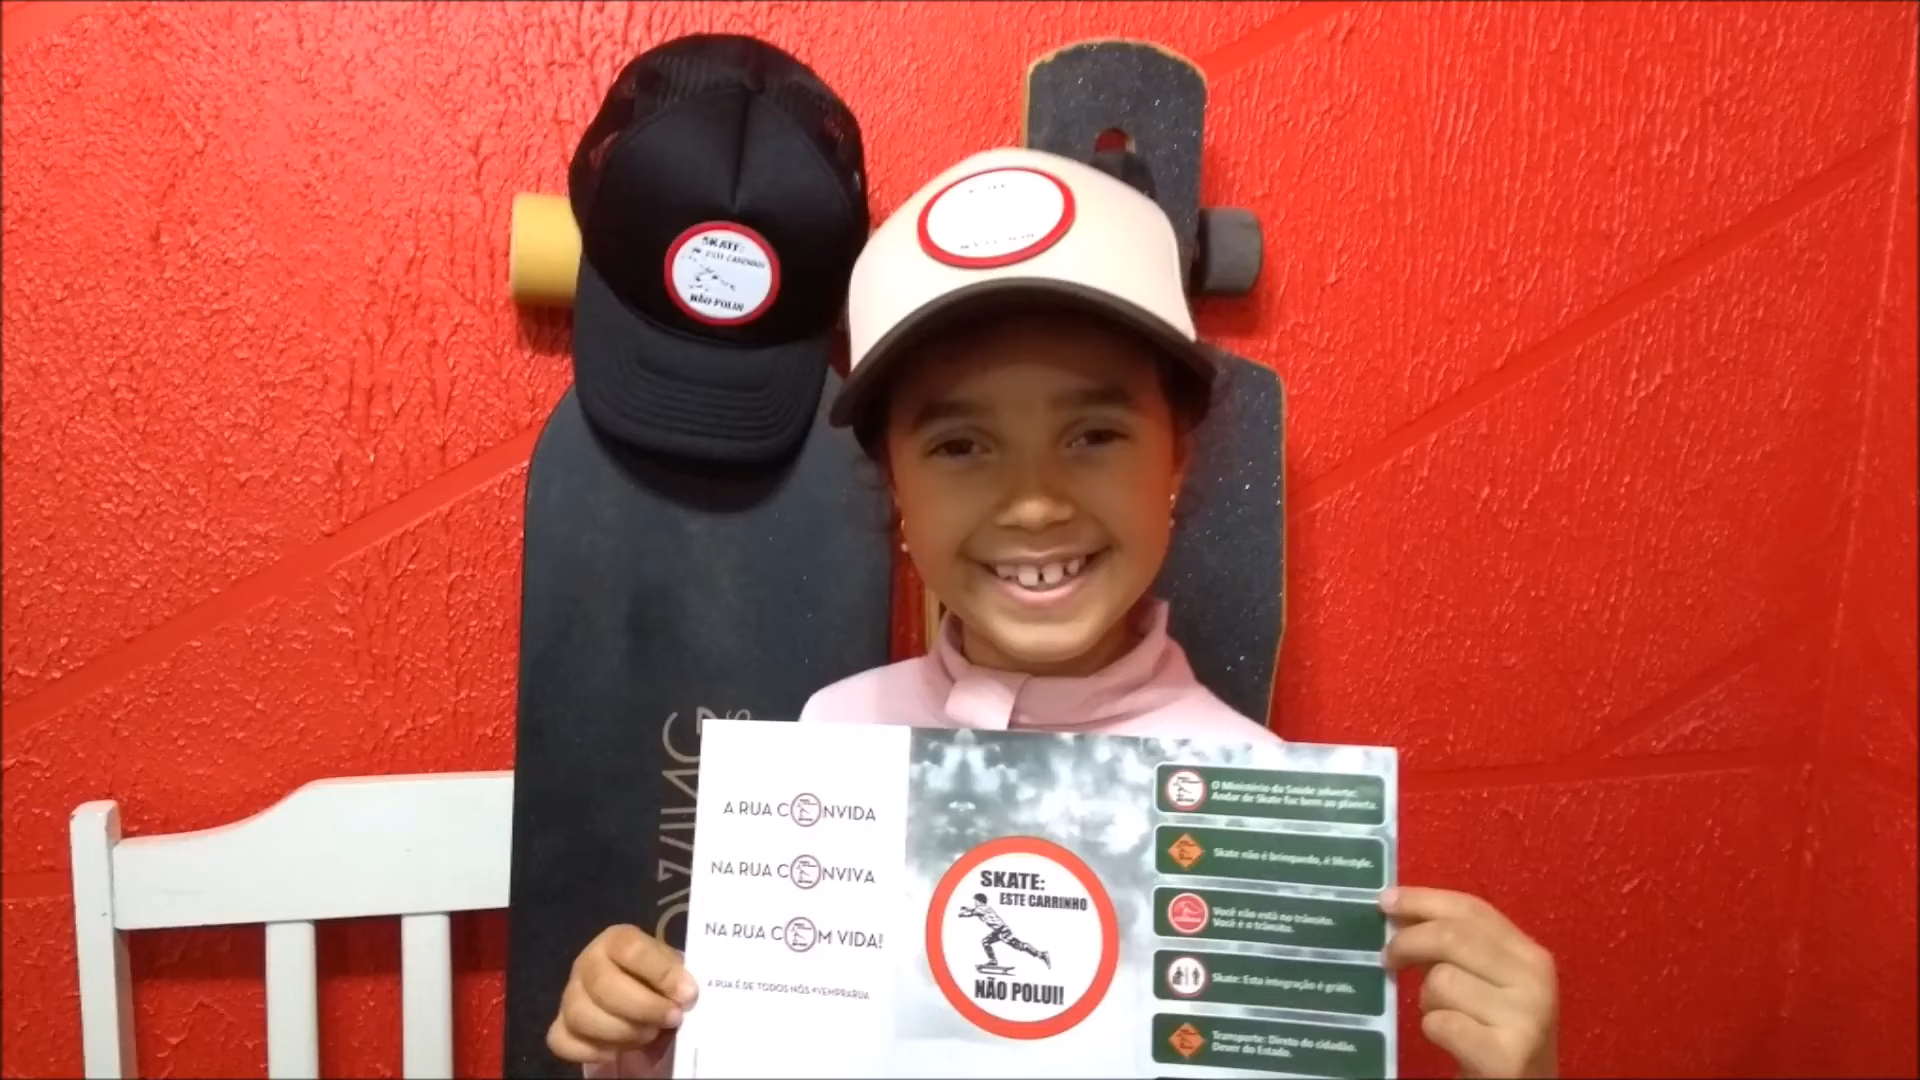 SKATE:
ESTE CARRINHO
NÃO POLUI!
A RUA CONVIDA
NA RUA CONVIVA
NA RUA COM VIDA!
A RUA É DE TODOS NÓS #VEMPRARUA
SKATE:
ESTE CARRINHO
NÃO POLUI!
O Ministério da Saúde adverte:
Andar de Skate faz bem ao planeta.
Skate não é brinquedo, é lifestyle.
Você não está no trânsito.
Você é o trânsito.
Skate: Esta integração é grátis.
Transporte: Direto do cidadão.
Dever do Estado.